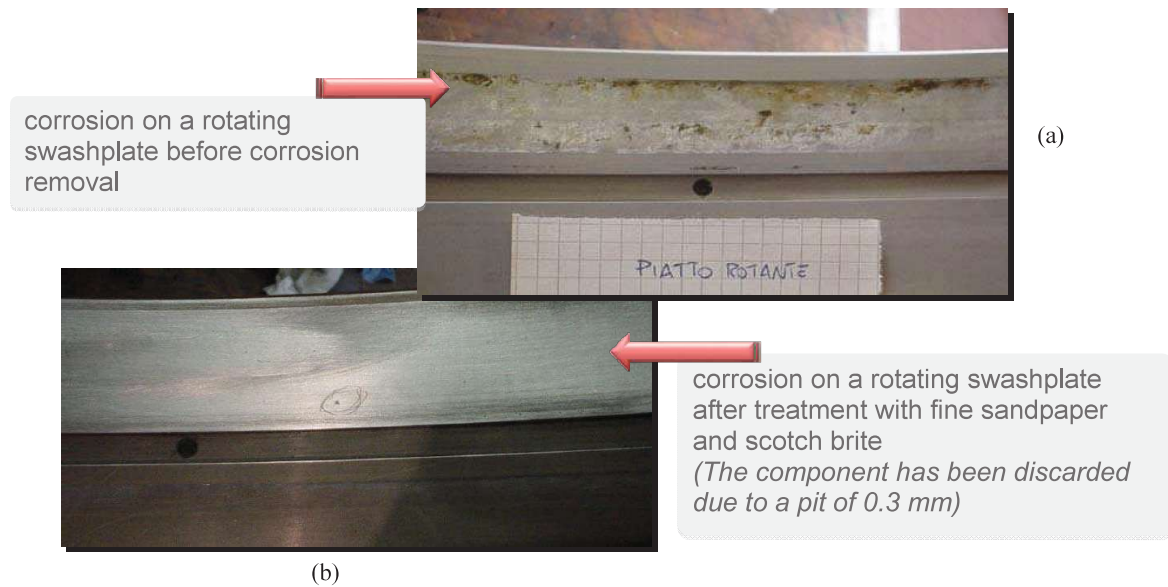 corrosion on a rotating
swashplate before corrosion
removal
(a)
PIATTO ROTANTE
corrosion on a rotating swashplate
after treatment with fine sandpaper
and scotch brite
(The component has been discarded
due to a pit of 0.3 mm)
(b)